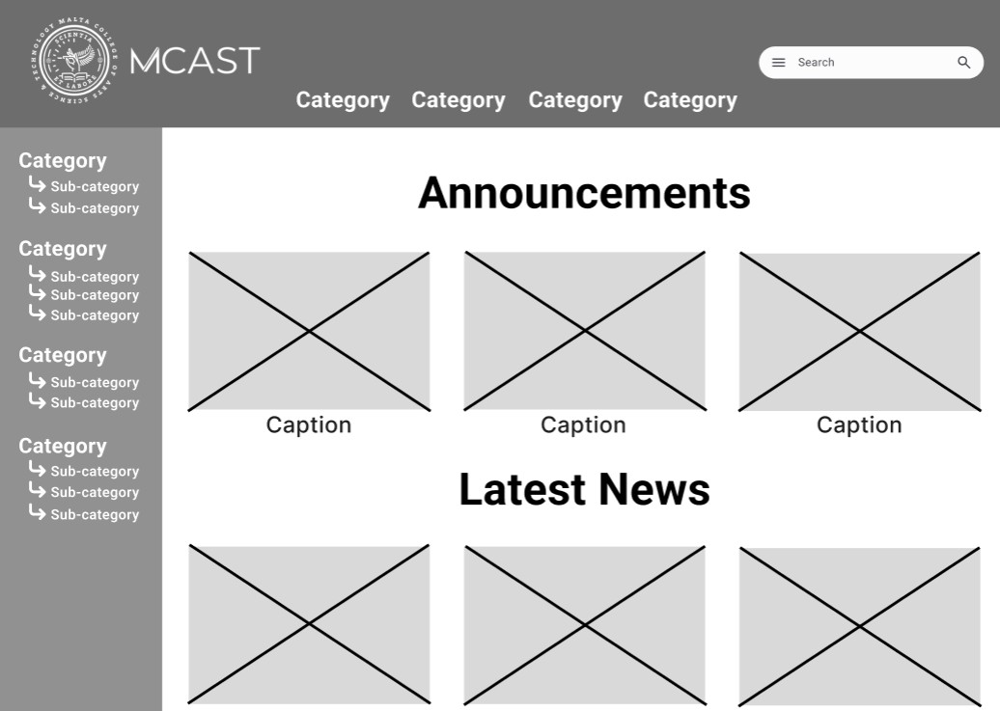 TECHNOLOGY MALTA COLLEGE OF ARTS SCIENCE &
SCIENTIA
ET LABORE
MCAST
Search
Category Category Category Category
Category
Sub-category
Sub-category
Category
Sub-category
Sub-category
Sub-category
Category
Sub-category
Sub-category
Category
Sub-category
Sub-category
Sub-category
Announcements
Caption Caption Caption
Latest News